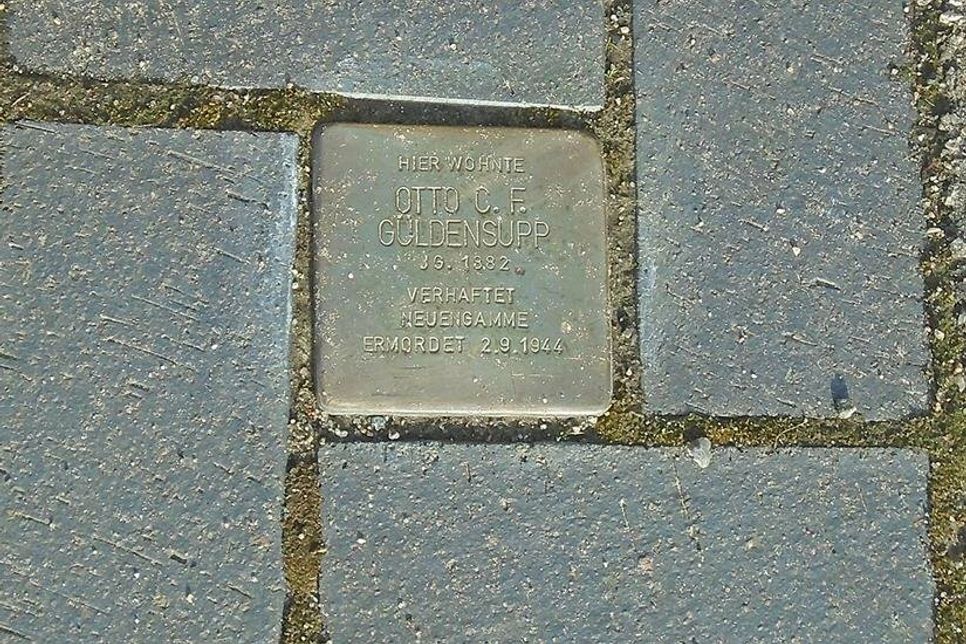 HIER WOHNTE
OTTO C. F.
GÜLDENSUPP
JG. 1882
VERHAFTET
NEUENGAMME
ERMORDET 2.9.1944